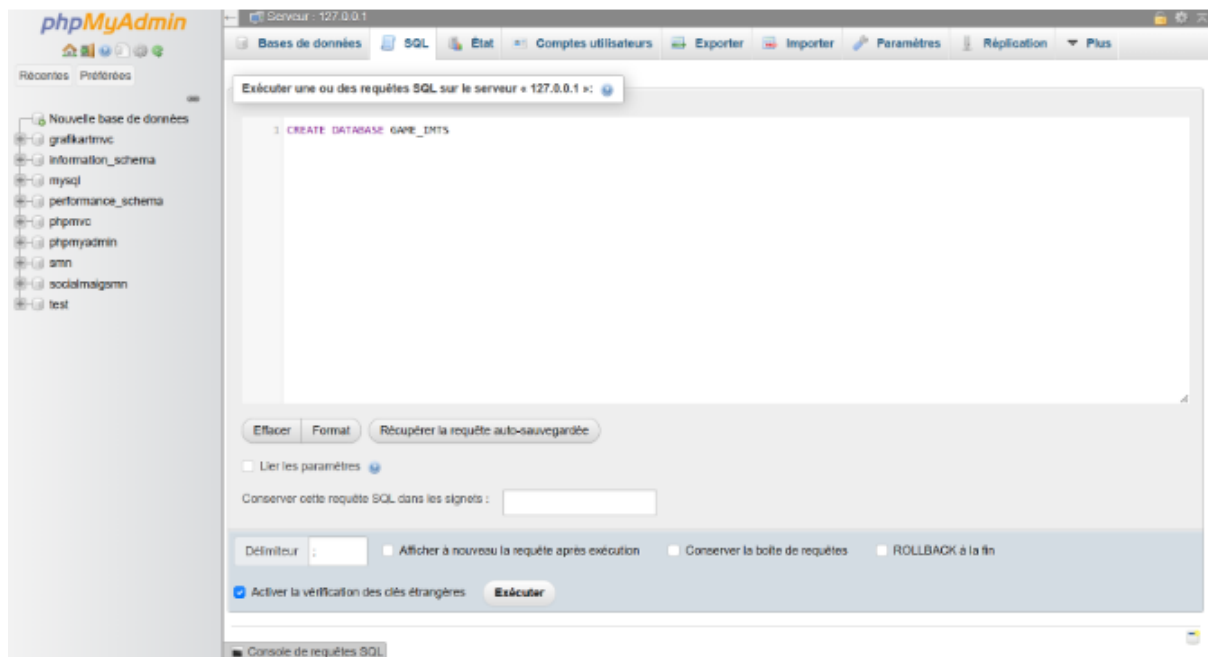 phpMyAdmin
Récentes Préférées
Nouvelle base de données
grafikartmvc
information_schema
mysql
performance_schema
phpmvc
phpmyadmin
smn
socialmaigsmn
test
Serveur : 127.0.0.1
Bases de données SQL État Comptes utilisateurs Exporter Importer Paramètres Réplication Plus
Exécuter une ou des requêtes SQL sur le serveur « 127.0.0.1 »:
1 CREATE DATABASE GAME_IMTS
Effacer Format Récupérer la requête auto-sauvegardée
Lier les paramètres
Conserver cette requête SQL dans les signets :
Délimiteur ; Afficher à nouveau la requête après exécution Conserver la boîte de requêtes ROLLBACK à la fin
Activer la vérification des clés étrangères Exécuter
Console de requêtes SQL